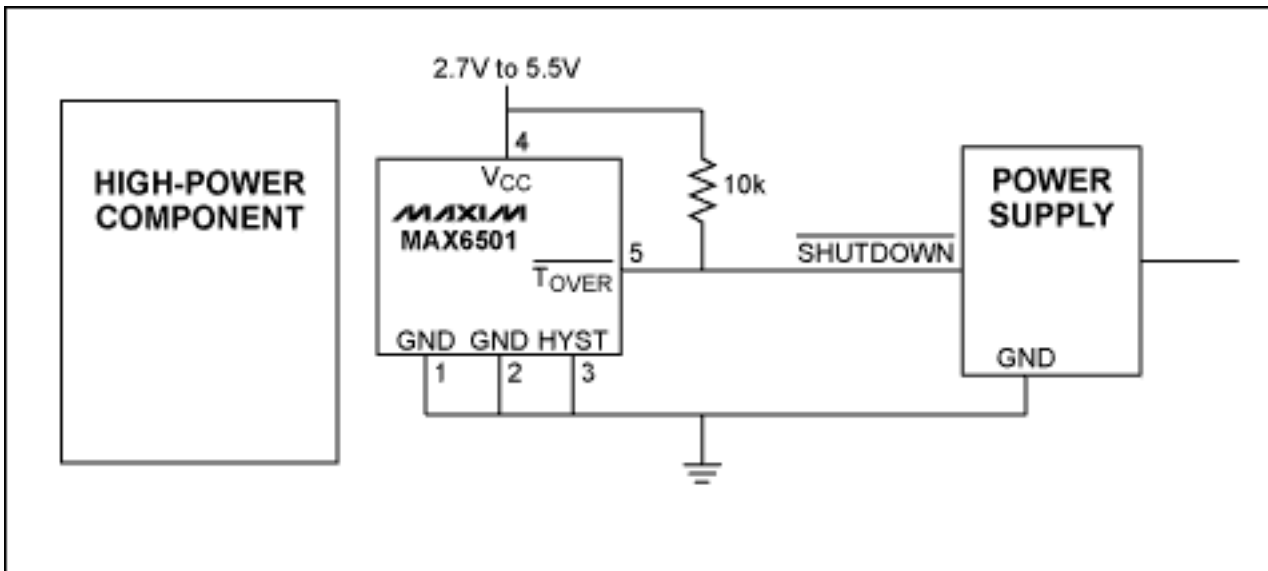 2.7V to 5.5V
HIGH-POWER
COMPONENT
4
VCC
MAXIM
MAX6501
TOVER
5
GND GND HYST
1 2 3
10k
SHUTDOWN
POWER
SUPPLY
GND